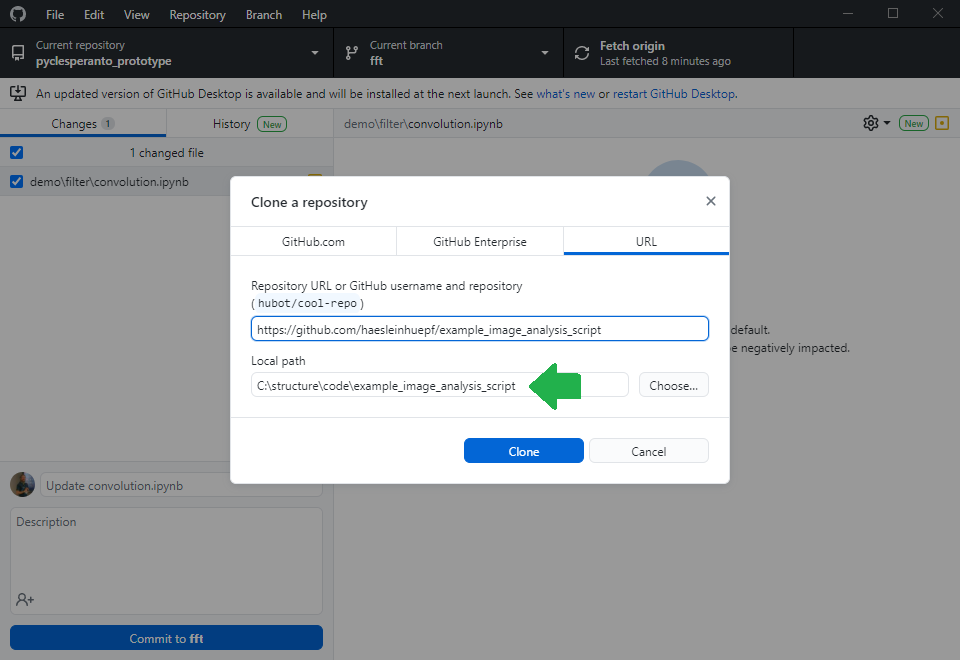 File Edit View Repository Branch Help
Current repository
pyclesperanto_prototype
Current branch
fft
Fetch origin
Last fetched 8 minutes ago
An updated version of GitHub Desktop is available and will be installed at the next launch. See what's new or restart GitHub Desktop.
Changes 1
History New
demo\filter\convolution.ipynb
New
1 changed file
demo\filter\convolution.ipynb
Clone a repository
GitHub.com
GitHub Enterprise
URL
Repository URL or GitHub username and repository
(hubot/cool-repo)
https://github.com/haesleinhuepf/example_image_analysis_script
Local path
C:\structure\code\example_image_analysis_script
Choose...
Clone
Cancel
default.
negatively impacted.
Update convolution.ipynb
Description
Commit to fft